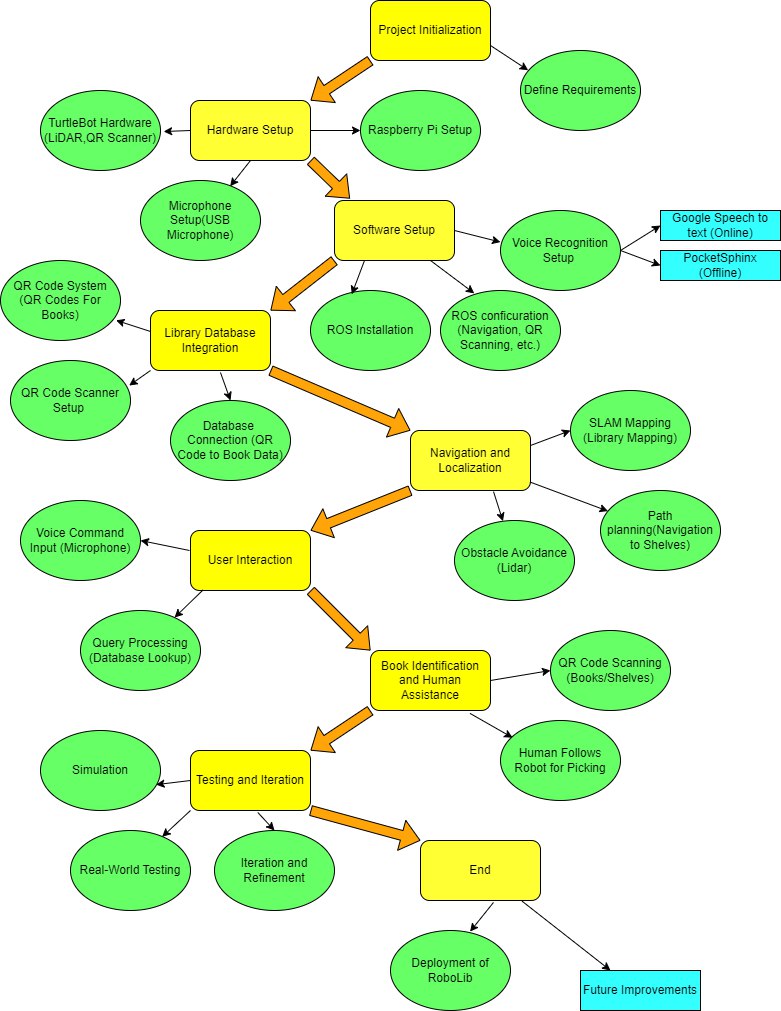 Project Initialization
Define Requirements
TurtleBot Hardware
(LiDAR,QR Scanner)
Hardware Setup
Raspberry Pi Setup
Microphone
Setup(USB
Microphone)
Software Setup
Voice Recognition
Setup
Google Speech to
text (Online)
PocketSphinx
(Offline)
QR Code System
(QR Codes For
Books)
Library Database
Integration
ROS Installation
ROS conficuration
(Navigation, QR
Scanning, etc.)
QR Code Scanner
Setup
Database
Connection (QR
Code to Book Data)
Navigation and
Localization
SLAM Mapping
(Library Mapping)
Path
planning(Navigation
to Shelves)
Obstacle Avoidance
(Lidar)
Voice Command
Input (Microphone)
User Interaction
Query Processing
(Database Lookup)
Book Identification
and Human
Assistance
QR Code Scanning
(Books/Shelves)
Human Follows
Robot for Picking
Simulation
Testing and Iteration
Real-World Testing
Iteration and
Refinement
End
Deployment of
RoboLib
Future Improvements